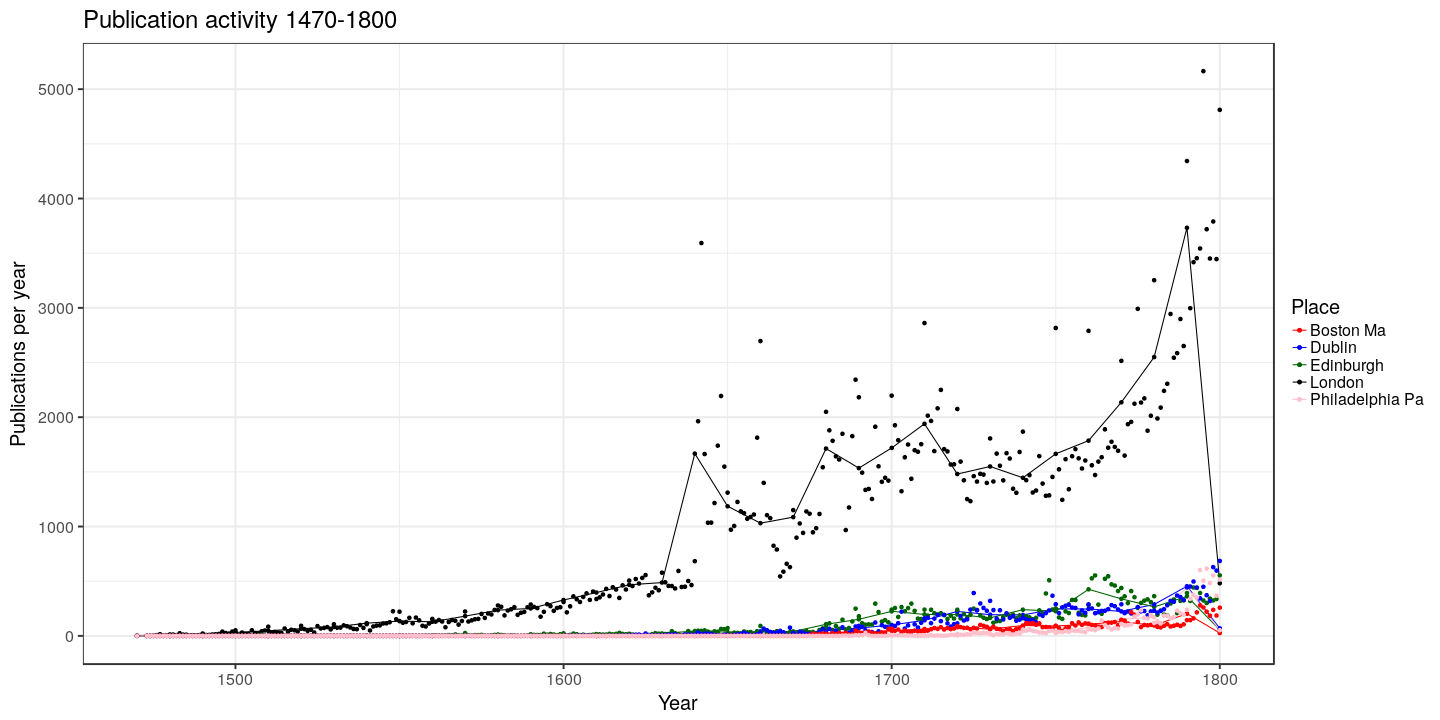 Publication activity 1470-1800
Publications per year
5000
4000
3000
2000
1000
0
1500
1600
1700
1800
Year
Place
Boston Ma
Dublin
Edinburgh
London
Philadelphia Pa